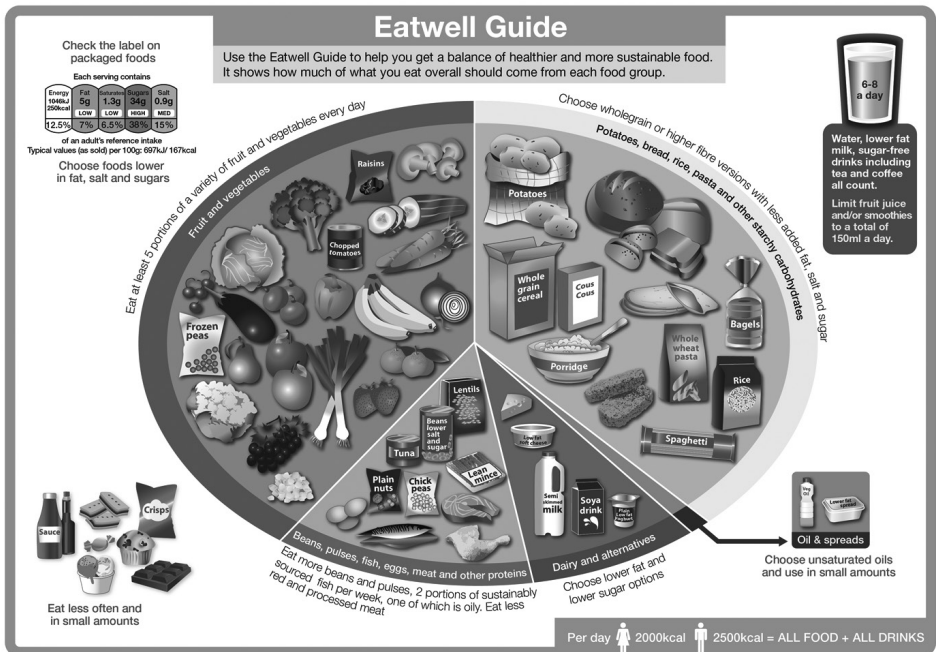 Eatwell Guide
Use the Eatwell Guide to help you get a balance of healthier and more sustainable food.
It shows how much of what you eat overall should come from each food group.
Check the label on
packaged foods
Each serving contains
Energy
1046kJ
250kcal
12.5%
Fat
5g
LOW
7%
Saturates
1.3g
LOW
6.5%
Sugars
34g
HIGH
38%
Salt
0.9g
MED
15%
of an adult's reference intake
Typical values (as sold) per 100g: 697kJ/ 167kcal
Choose foods lower
in fat, salt and sugars
6-8
a day
Water, lower fat
milk, sugar-free
drinks including
tea and coffee
all count.
Limit fruit juice
and/or smoothies
to a total of
150ml a day.
Eat at least 5 portions of a variety of fruit and vegetables every day
Fruit and vegetables
Raisins
Chopped
tomatoes
Frozen
peas
Choose wholegrain or higher fibre versions with less added fat, salt and sugar
Potatoes, bread, rice, pasta and other starchy carbohydrates
Potatoes
Whole
grain
cereal
Cous
Cous
Bagels
Porridge
Whole
wheat
pasta
Rice
Spaghetti
Lentils
Beans
lower
salt
and
sugar
Tuna
Plain
nuts
Chick
peas
Lean
mince
Beans, pulses, fish, eggs, meat and other proteins
Eat more beans and pulses, 2 portions of sustainably
sourced fish per week, one of which is oily. Eat less
red and processed meat
Low fat
soft cheese
Semi
skimmed
milk
Soya
drink
Plain
Low fat
Yoghurt
Dairy and alternatives
Choose lower fat and
lower sugar options
Veg
Oil
Lower fat
spread
Oil & spreads
Choose unsaturated oils
and use in small amounts
Sauce
Crisps
Eat less often and
in small amounts
Per day 2000kcal 2500kcal = ALL FOOD + ALL DRINKS